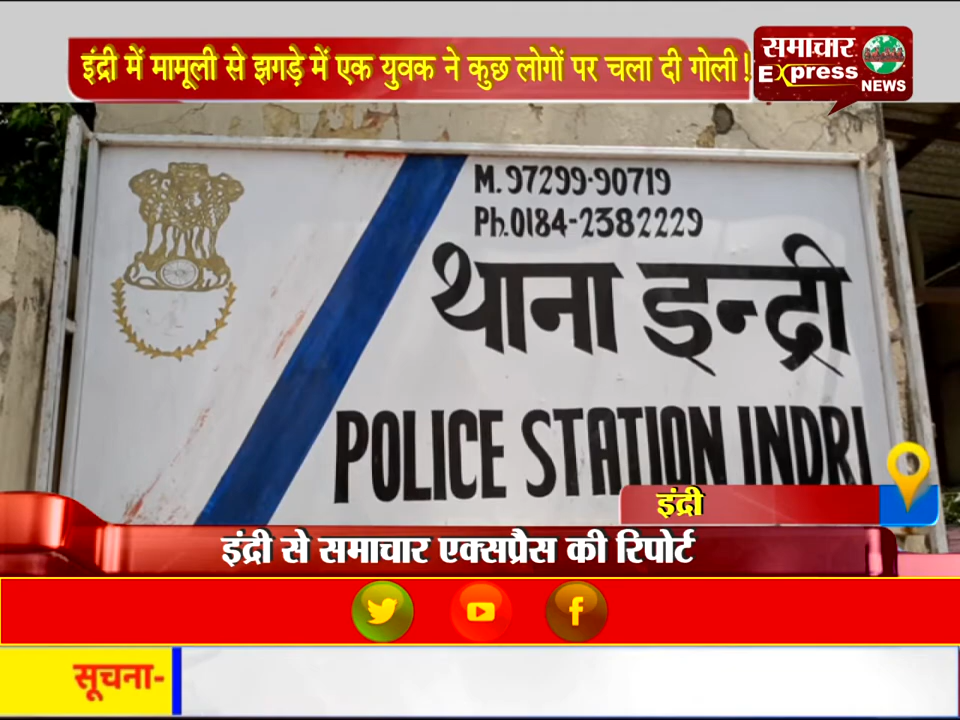 इंद्री में मामूली से झगड़े में एक युवक ने कुछ लोगों पर चला दी गोली!
समाचार
Express
NEWS
M. 97299-90719
Ph.0184-2382229
थाना इन्द्री
POLICE STATION INDRI
इंद्री
इंद्री से समाचार एक्सप्रैस की रिपोर्ट
सूचना-